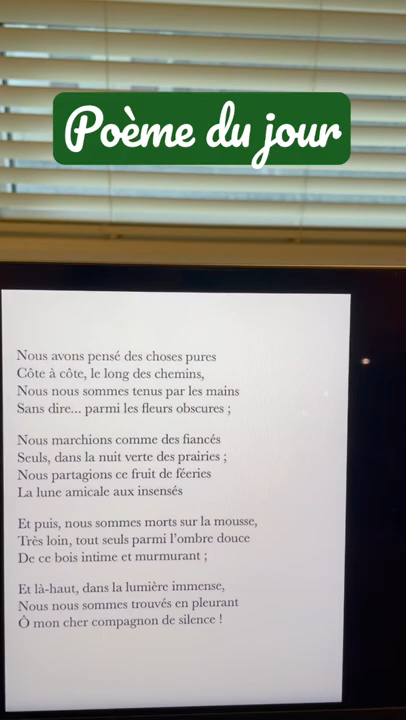 Poème du jour
Nous avons pensé des choses pures
Côte à côte, le long des chemins,
Nous nous sommes tenus par les mains
Sans dire... parmi les fleurs obscures ;
Nous marchions comme des fiancés
Seuls, dans la nuit verte des prairies ;
Nous partagions ce fruit de féeries
La lune amicale aux insensés
Et puis, nous sommes morts sur la mousse,
Très loin, tout seuls parmi l'ombre douce
De ce bois intime et murmurant ;
Et là-haut, dans la lumière immense,
Nous nous sommes trouvés en pleurant
Ô mon cher compagnon de silence !